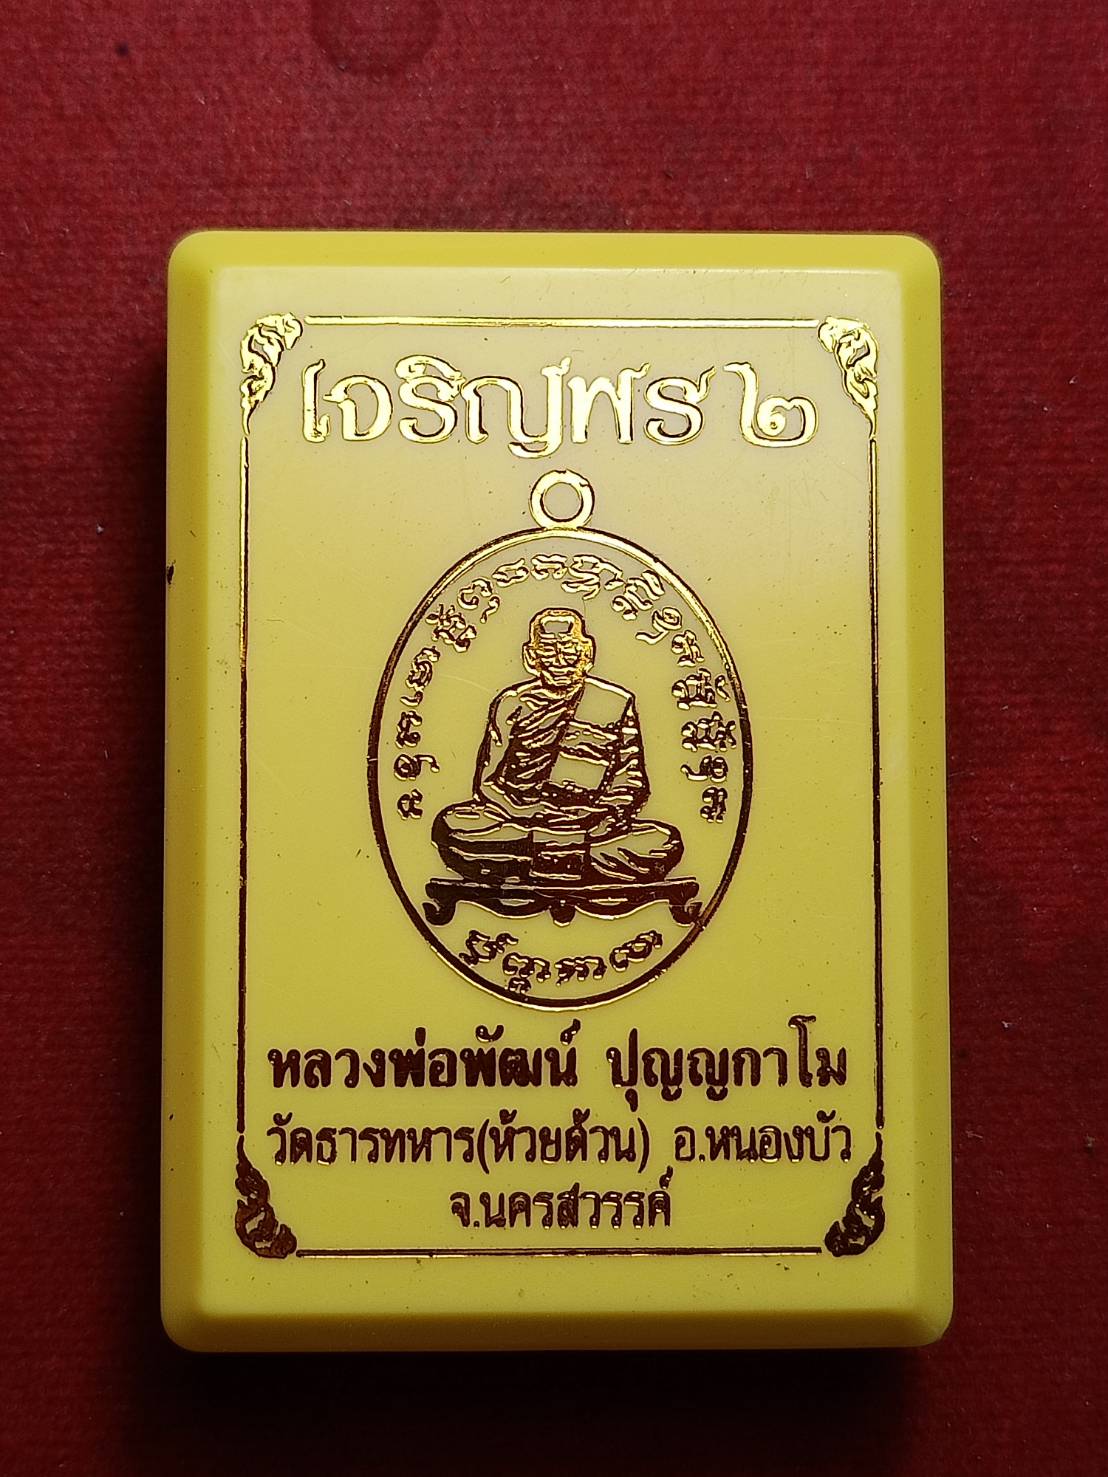 เจริญพร ๒
หลวงพ่อพัฒน์ ปุญญกาโม
วัดธารทหาร(ห้วยด้วน) อ.หนองบัว
จ.นครสวรรค์